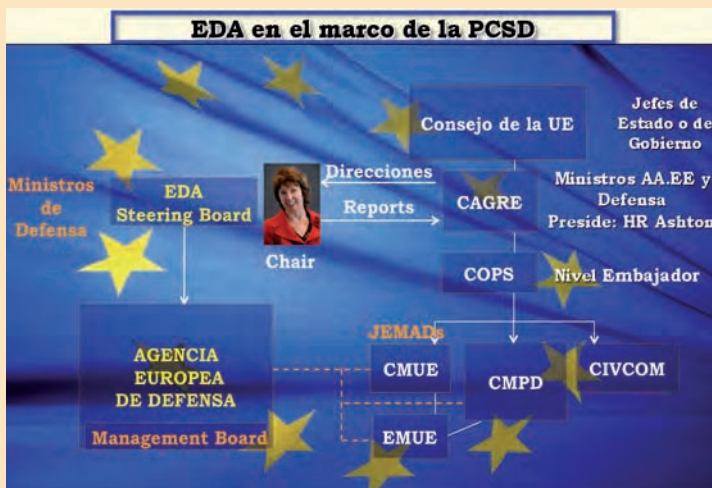 EDA en el marco de la PCSD
Consejo de la UE
Jefes de
Estado o de
Gobierno
Ministros
de
Defensa
EDA
Steering Board
Direcciones
Reports
Chair
CAGRE
Ministros AA.EE y
Defensa
Preside: HR Ashton
COPS
Nivel Embajador
JEMADs
AGENCIA
EUROPEA
DE DEFENSA
Management Board
CMUE
CMPD
CIVCOM
EMUE